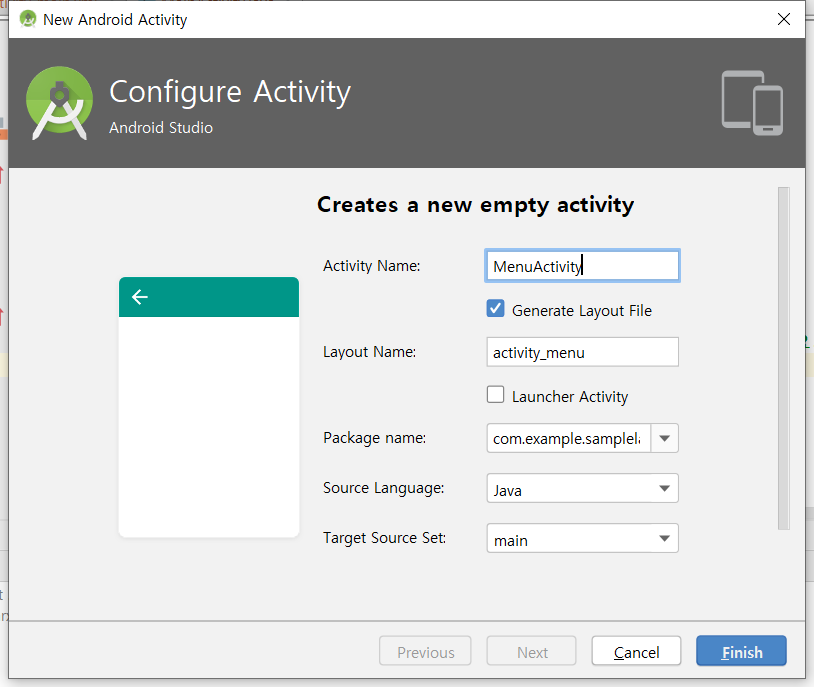 New Android Activity
Configure Activity
Android Studio
Creates a new empty activity
Activity Name:
MenuActivity
Generate Layout File
Layout Name:
activity_menu
Launcher Activity
Package name:
com.example.samplela
Source Language:
Java
Target Source Set:
main
Previous
Next
Cancel
Finish